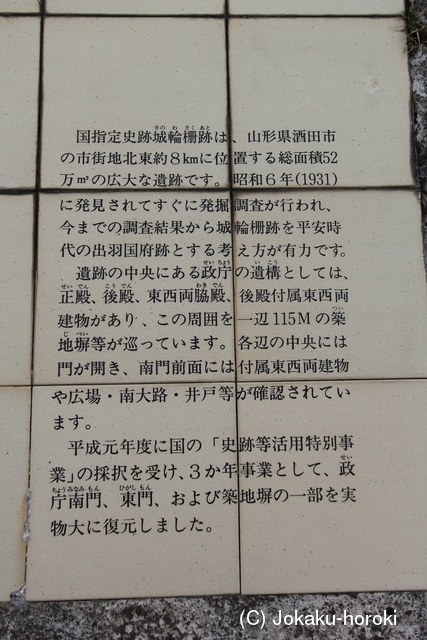 国指定史跡城輪柵跡は、山形県酒田市
の市街地北東約8kmに位置する総面積52
万㎡の広大な遺跡です。昭和6年(1931)
に発見されてすぐに発掘調査が行われ、
今までの調査結果から城輪柵跡を平安時
代の出羽国府跡とする考え方が有力です。
遺跡の中央にある政庁の遺構としては、
正殿、後殿、東西両脇殿、後殿付属東西両
建物があり、この周囲を一辺115Mの築
地塀等が巡っています。各辺の中央には
門が開き、南門前面には付属東西両建物
や広場・南大路・井戸等が確認されてい
ます。
平成元年度に国の「史跡等活用特別事
業」の採択を受け、3か年事業として、政
庁南門、東門、および築地塀の一部を実
物大に復元しました。
(C) Jokaku-horoki